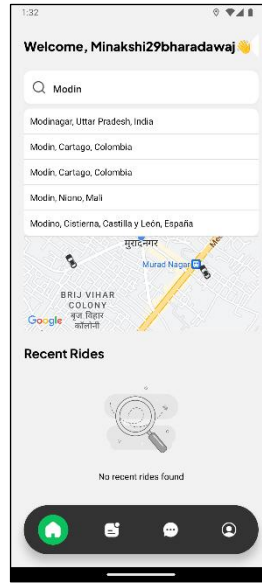 1:32
Welcome, Minakshi29bharadawaj👋
Modin
Modinagar, Uttar Pradesh, India
Modin, Cartago, Colombia
Modin, Cartago, Colombia
Modin, Niono, Mali
Modino, Cistierna, Castilla y León, España
मुरादनगर
Murad Nagar
BRIJ VIHAR
COLONY
बृज विहार
कॉलोनी
Google
Recent Rides
No recent rides found